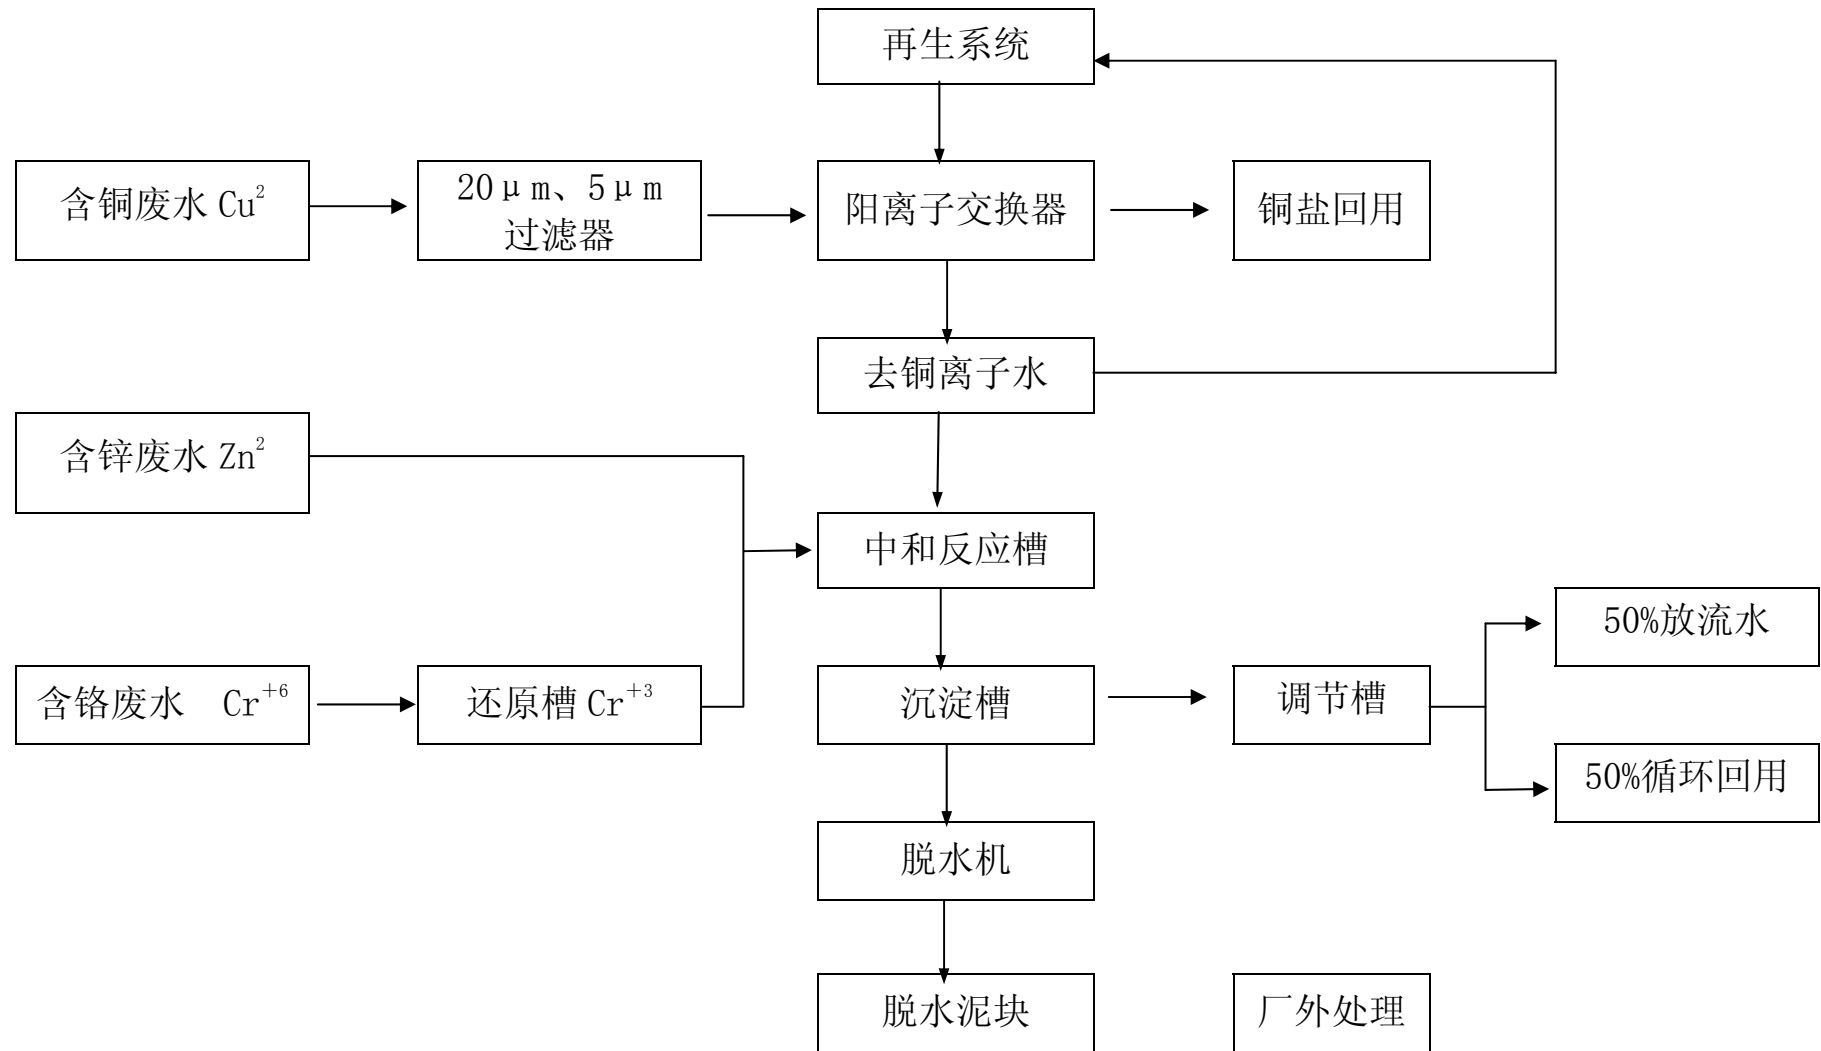 再生系统
含铜废水 Cu²
20μm、5μm
过滤器
阳离子交换器
铜盐回用
去铜离子水
含锌废水 Zn²
中和反应槽
50%放流水
含铬废水 Cr⁺⁶
还原槽 Cr⁺³
沉淀槽
调节槽
50%循环回用
脱水机
脱水泥块
厂外处理